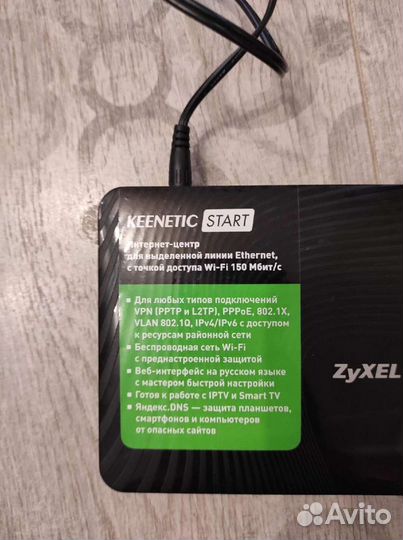 KEENETIC START
Интернет-центр
для выделенной линии Ethernet,
с точкой доступа Wi-Fi 150 Мбит/с
Для любых типов подключений
VPN (PPTP и L2TP), PPPoE, 802.1X,
VLAN 802.1Q, IPv4/IPv6 с доступом
к ресурсам районной сети
Беспроводная сеть Wi-Fi
с преднастроенной защитой
Веб-интерфейс на русском языке
с мастером быстрой настройки
Готов к работе с IPTV и Smart TV
Яндекс.DNS — защита планшетов,
смартфонов и компьютеров
от опасных сайтов
ZyXEL
Avito